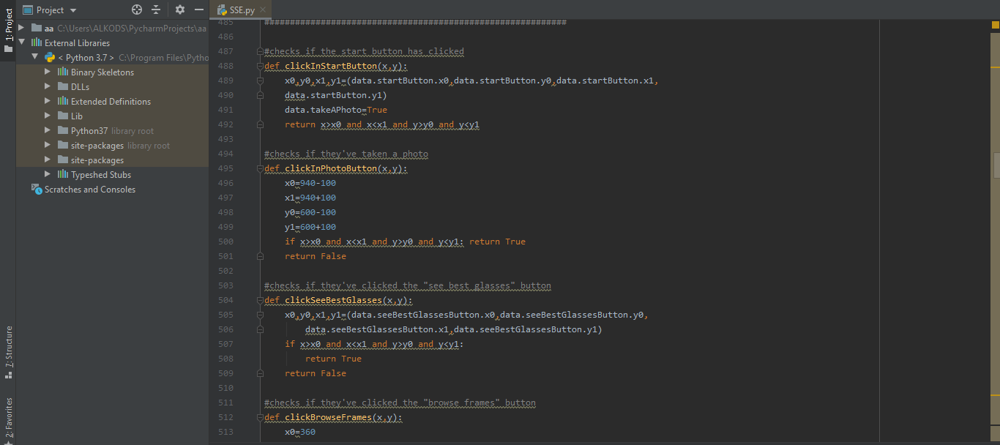 1: Project
7: Structure
2: Favorites
Project
aa C:\Users\ALKODS\PycharmProjects\aa
External Libraries
< Python 3.7 > C:\Program Files\Pytho
Binary Skeletons
DLLs
Extended Definitions
Lib
Python37 library root
site-packages library root
site-packages
Typeshed Stubs
Scratches and Consoles
SSE.py
485 ###########################################################
486
487 #checks if the start button has clicked
488 def clickInStartButton(x,y):
489 x0,y0,x1,y1=(data.startButton.x0,data.startButton.y0,data.startButton.x1,
490 data.startButton.y1)
491 data.takeAPhoto=True
492 return x>x0 and x<x1 and y>y0 and y<y1
493
494 #checks if they've taken a photo
495 def clickInPhotoButton(x,y):
496 x0=940-100
497 x1=940+100
498 y0=600-100
499 y1=600+100
500 if x>x0 and x<x1 and y>y0 and y<y1: return True
501 return False
502
503 #checks if they've clicked the "see best glasses" button
504 def clickSeeBestGlasses(x,y):
505 x0,y0,x1,y1=(data.seeBestGlassesButton.x0,data.seeBestGlassesButton.y0,
506 data.seeBestGlassesButton.x1,data.seeBestGlassesButton.y1)
507 if x>x0 and x<x1 and y>y0 and y<y1:
508 return True
509 return False
510
511 #checks if they've clicked the "browse frames" button
512 def clickBrowseFrames(x,y):
513 x0=360